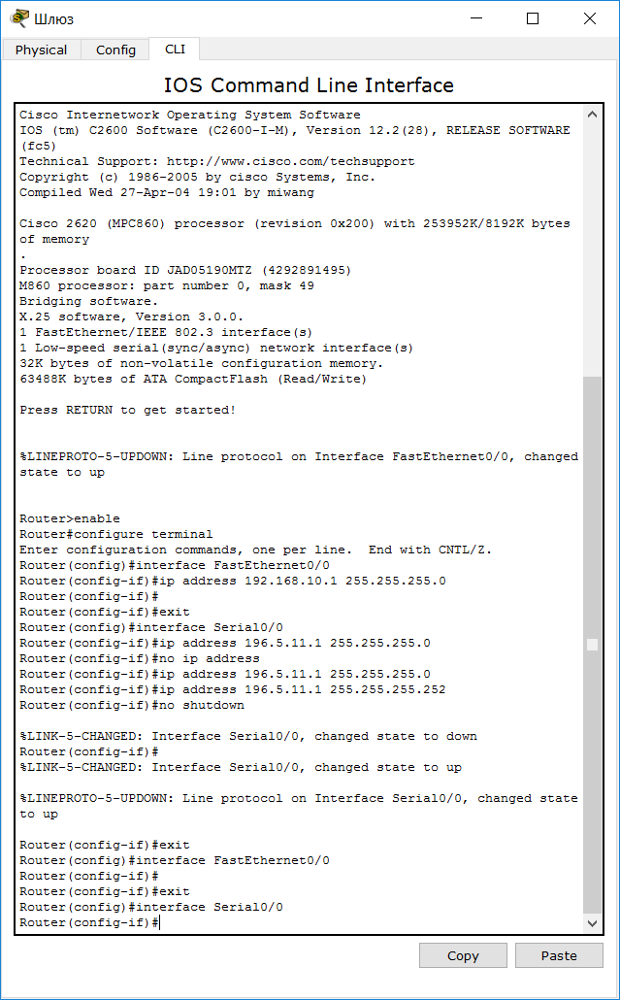 Шлюз
Physical Config CLI
IOS Command Line Interface
Cisco Internetwork Operating System Software
IOS (tm) C2600 Software (C2600-I-M), Version 12.2(28), RELEASE SOFTWARE
(fc5)
Technical Support: http://www.cisco.com/techsupport
Copyright (c) 1986-2005 by cisco Systems, Inc.
Compiled Wed 27-Apr-04 19:01 by miwang
Cisco 2620 (MPC860) processor (revision 0x200) with 253952K/8192K bytes
of memory
.
Processor board ID JAD05190MTZ (4292891495)
M860 processor: part number 0, mask 49
Bridging software.
X.25 software, Version 3.0.0.
1 FastEthernet/IEEE 802.3 interface(s)
1 Low-speed serial(sync/async) network interface(s)
32K bytes of non-volatile configuration memory.
63488K bytes of ATA CompactFlash (Read/Write)
Press RETURN to get started!
%LINEPROTO-5-UPDOWN: Line protocol on Interface FastEthernet0/0, changed
state to up
Router>enable
Router#configure terminal
Enter configuration commands, one per line.  End with CNTL/Z.
Router(config)#interface FastEthernet0/0
Router(config-if)#ip address 192.168.10.1 255.255.255.0
Router(config-if)#
Router(config-if)#exit
Router(config)#interface Serial0/0
Router(config-if)#ip address 196.5.11.1 255.255.255.0
Router(config-if)#no ip address
Router(config-if)#ip address 196.5.11.1 255.255.255.0
Router(config-if)#ip address 196.5.11.1 255.255.255.252
Router(config-if)#no shutdown
%LINK-5-CHANGED: Interface Serial0/0, changed state to down
Router(config-if)#
%LINK-5-CHANGED: Interface Serial0/0, changed state to up
%LINEPROTO-5-UPDOWN: Line protocol on Interface Serial0/0, changed state
to up
Router(config-if)#exit
Router(config)#interface FastEthernet0/0
Router(config-if)#
Router(config-if)#exit
Router(config)#interface Serial0/0
Router(config-if)#
Copy Paste